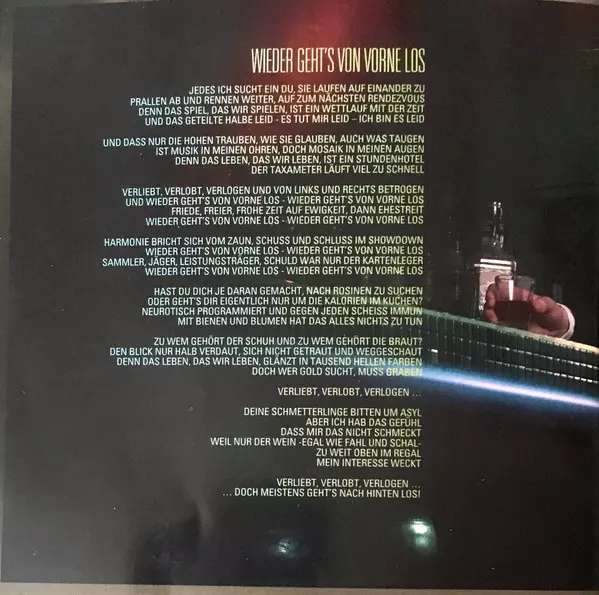 WIEDER GEHT'S VON VORNE LOS
JEDES ICH SUCHT EIN DU, SIE LAUFEN AUF EINANDER ZU
PRALLEN AB UND RENNEN WEITER, AUF ZUM NÄCHSTEN RENDEZVOUS
DENN DAS SPIEL, DAS WIR SPIELEN, IST EIN WETTLAUF MIT DER ZEIT
UND DAS GETEILTE HALBE LEID - ES TUT MIR LEID – ICH BIN ES LEID
UND DASS NUR DIE HOHEN TRAUBEN, WIE SIE GLAUBEN, AUCH WAS TAUGEN
IST MUSIK IN MEINEN OHREN, DOCH MOSAIK IN MEINEN AUGEN
DENN DAS LEBEN, DAS WIR LEBEN, IST EIN STUNDENHOTEL
DER TAXAMETER LÄUFT VIEL ZU SCHNELL
VERLIEBT, VERLOBT, VERLOGEN UND VON LINKS UND RECHTS BETROGEN
UND WIEDER GEHT'S VON VORNE LOS - WIEDER GEHT'S VON VORNE LOS
FRIEDE, FREIER, FROHE ZEIT AUF EWIGKEIT, DANN EHESTREIT
WIEDER GEHT'S VON VORNE LOS - WIEDER GEHT'S VON VORNE LOS
HARMONIE BRICHT SICH VOM ZAUN, SCHUSS UND SCHLUSS IM SHOWDOWN
WIEDER GEHT'S VON VORNE LOS - WIEDER GEHT'S VON VORNE LOS
SAMMLER, JÄGER, LEISTUNGSTRÄGER, SCHULD WAR NUR DER KARTENLEGER
WIEDER GEHT'S VON VORNE LOS - WIEDER GEHT'S VON VORNE LOS
HAST DU DICH JE DARAN GEMACHT, NACH ROSINEN ZU SUCHEN
ODER GEHT'S DIR EIGENTLICH NUR UM DIE KALORIEN IM KUCHEN?
NEUROTISCH PROGRAMMIERT UND GEGEN JEDEN SCHEISS IMMUN
MIT BIENEN UND BLUMEN HAT DAS ALLES NICHTS ZU TUN
ZU WEM GEHÖRT DER SCHUH UND ZU WEM GEHÖRT DIE BRAUT?
DEN BLICK NUR HALB VERDAUT, SICH NICHT GETRAUT UND WEGGESCHAUT
DENN DAS LEBEN, DAS WIR LEBEN, GLÄNZT IN TAUSEND HELLEN FARBEN
DOCH WER GOLD SUCHT, MUSS GRABEN
VERLIEBT, VERLOBT, VERLOGEN ...
DEINE SCHMETTERLINGE BITTEN UM ASYL
ABER ICH HAB DAS GEFÜHL
DASS MIR DAS NICHT SCHMECKT
WEIL NUR DER WEIN -EGAL WIE FAHL UND SCHAL-
ZU WEIT OBEN IM REGAL
MEIN INTERESSE WECKT
VERLIEBT, VERLOBT, VERLOGEN ...
... DOCH MEISTENS GEHT'S NACH HINTEN LOS!